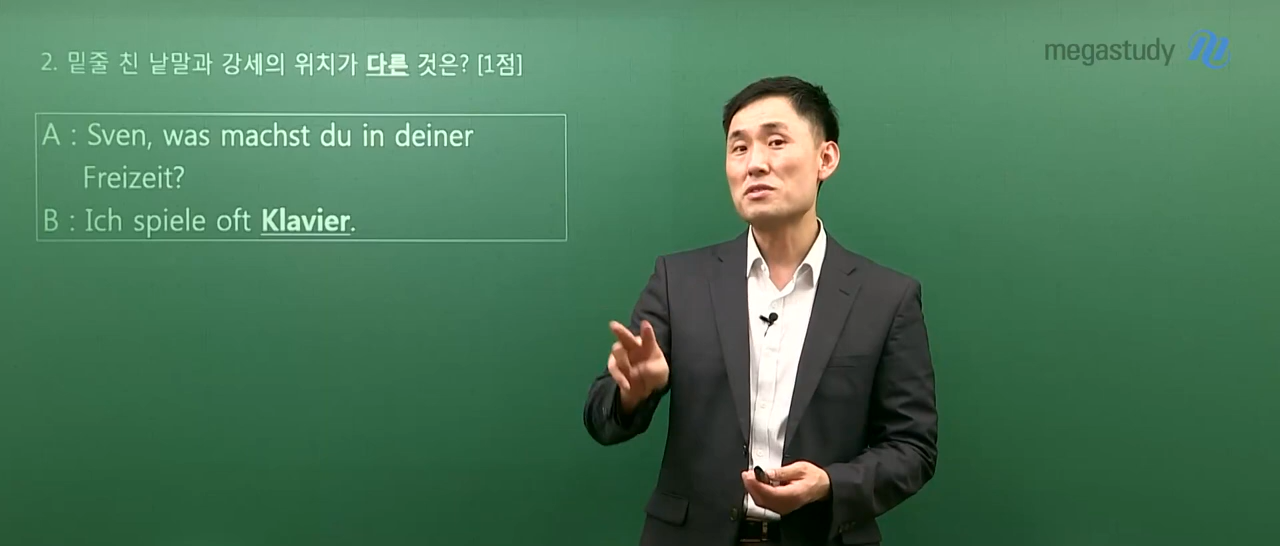 2. 밑줄 친 낱말과 강세의 위치가 다른 것은? [1점]
megastudy
A : Sven, was machst du in deiner
Freizeit?
B : Ich spiele oft Klavier.